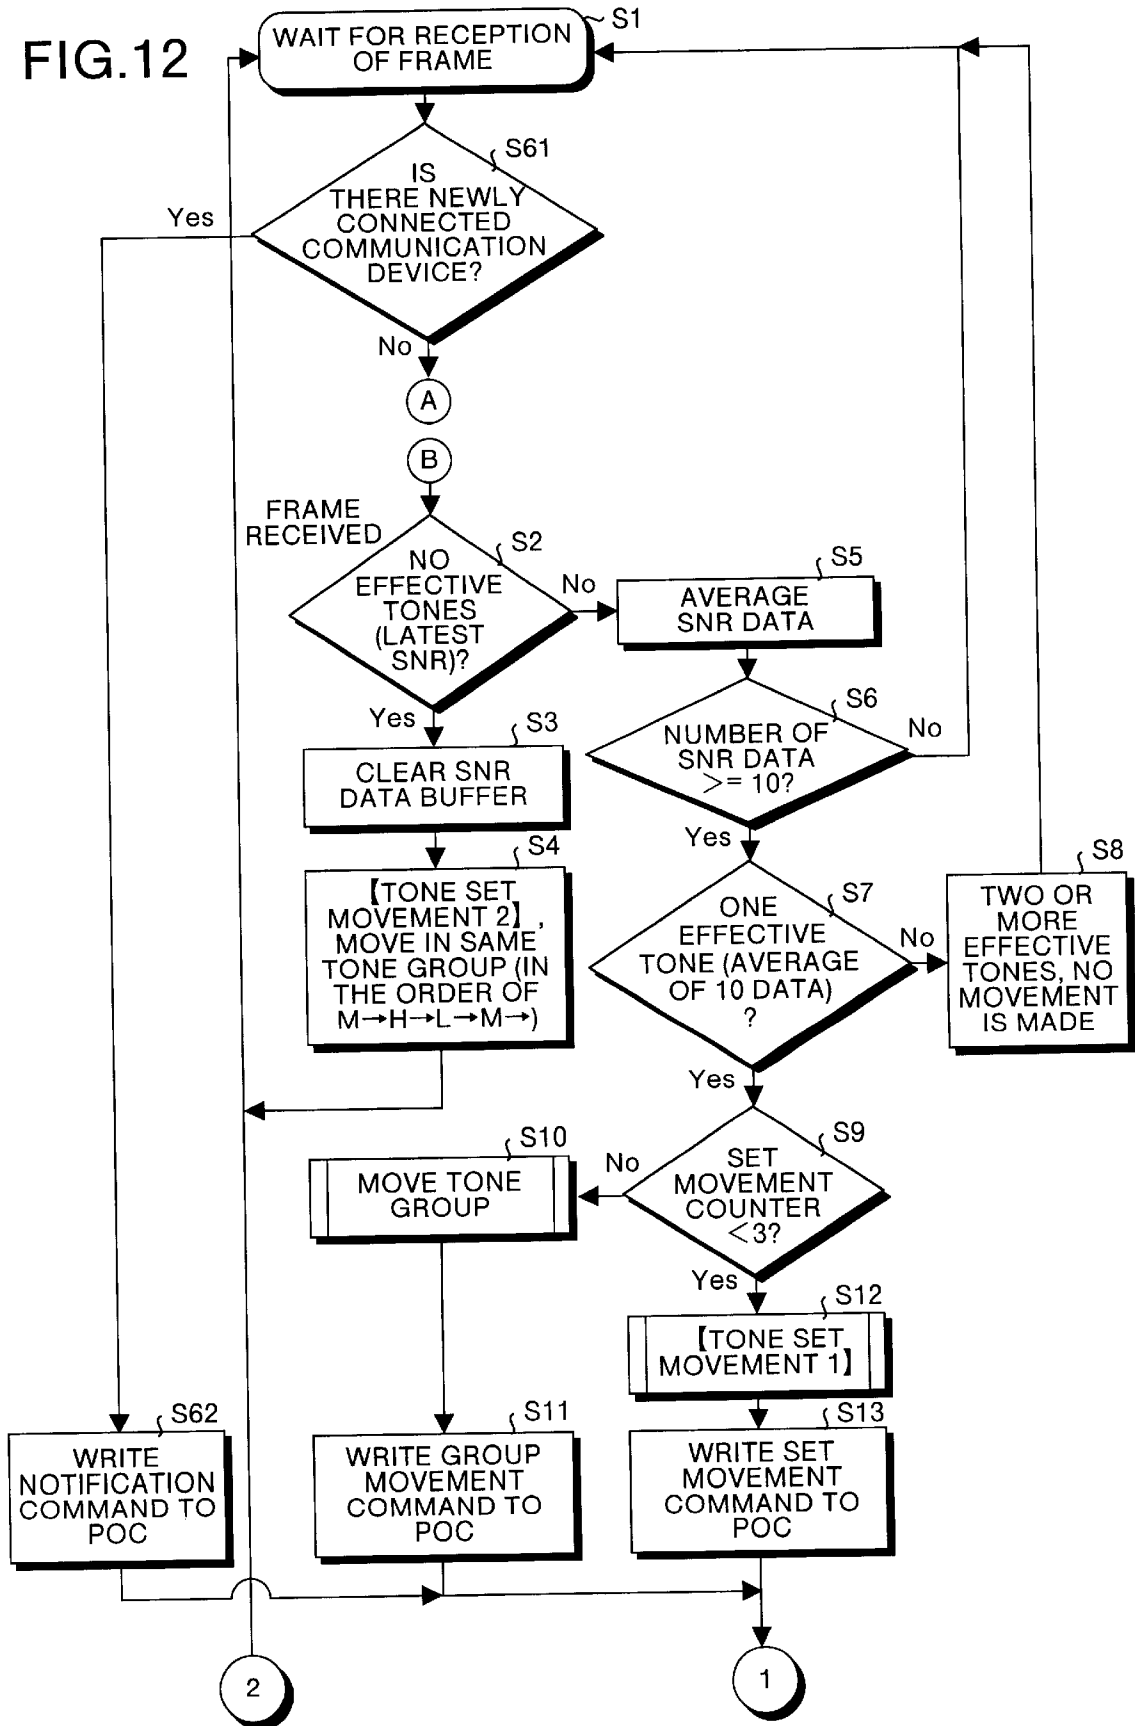 FIG.12
WAIT FOR RECEPTION
OF FRAME
S1
S61
IS
THERE NEWLY
CONNECTED
COMMUNICATION
DEVICE?
Yes
No
A
B
FRAME
RECEIVED
S2
NO
EFFECTIVE
TONES
(LATEST
SNR)?
No
Yes
S5
AVERAGE
SNR DATA
S6
NUMBER OF
SNR DATA
>= 10?
No
Yes
S3
CLEAR SNR
DATA BUFFER
S4
【TONE SET
MOVEMENT 2】,
MOVE IN SAME
TONE GROUP (IN
THE ORDER OF
M→H→L→M→)
S7
ONE
EFFECTIVE
TONE (AVERAGE
OF 10 DATA)
?
No
Yes
S8
TWO OR
MORE
EFFECTIVE
TONES, NO
MOVEMENT
IS MADE
S9
SET
MOVEMENT
COUNTER
<3?
No
Yes
S10
MOVE TONE
GROUP
S12
【TONE SET
MOVEMENT 1】
S62
WRITE
NOTIFICATION
COMMAND TO
POC
S11
WRITE GROUP
MOVEMENT
COMMAND TO
POC
S13
WRITE SET
MOVEMENT
COMMAND TO
POC
2
1